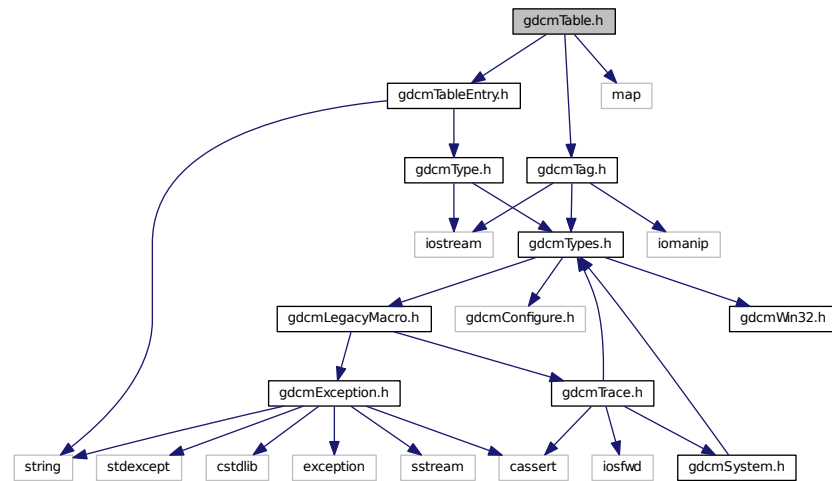 gdcmTable.h
gdcmTableEntry.h
map
gdcmType.h
gdcmTag.h
iostream
gdcmTypes.h
iomanip
gdcmLegacyMacro.h
gdcmConfigure.h
gdcmWin32.h
gdcmException.h
gdcmTrace.h
string
stdexcept
cstdlib
exception
sstream
cassert
iosfwd
gdcmSystem.h